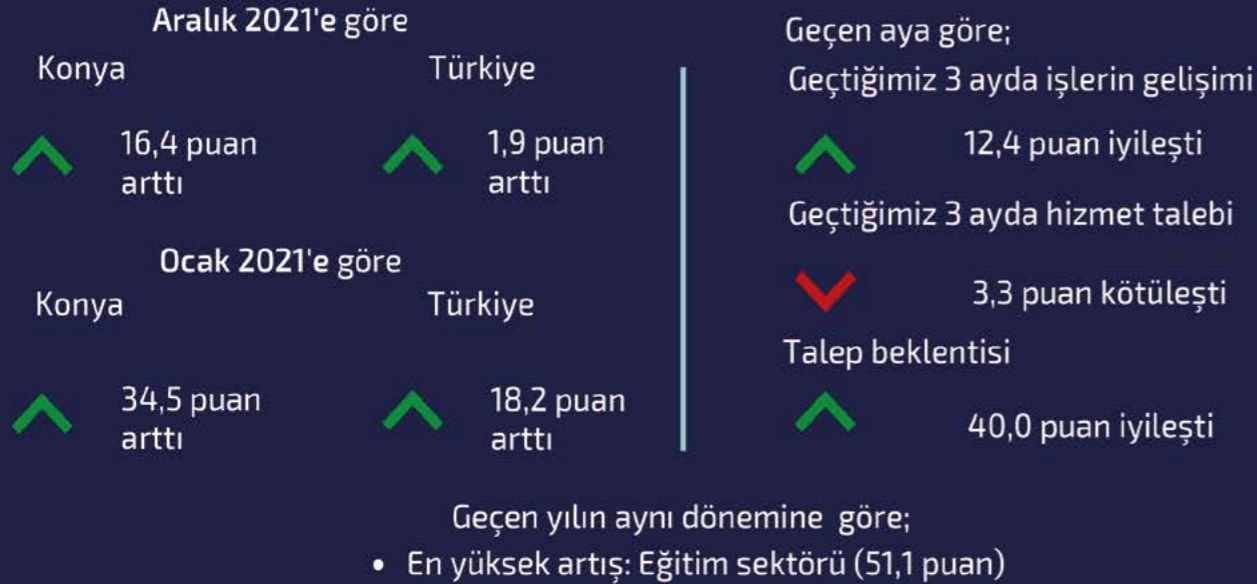 Aralık 2021'e göre
Konya
Türkiye
16,4 puan
arttı
1,9 puan
arttı
Ocak 2021'e göre
Konya
Türkiye
34,5 puan
arttı
18,2 puan
arttı
Geçen aya göre;
Geçtiğimiz 3 ayda işlerin gelişimi
12,4 puan iyileşti
Geçtiğimiz 3 ayda hizmet talebi
3,3 puan kötüleşti
Talep beklentisi
40,0 puan iyileşti
Geçen yılın aynı dönemine göre;
• En yüksek artış: Eğitim sektörü (51,1 puan)